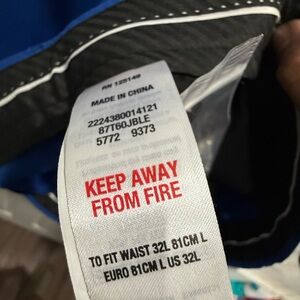 RN 125149
MADE IN CHINA
2224380014121
87T60JBLE
5772 9373
KEEP AWAY
FROM FIRE
TO FIT WAIST 32L 81CM L
EURO 81CM L US 32L